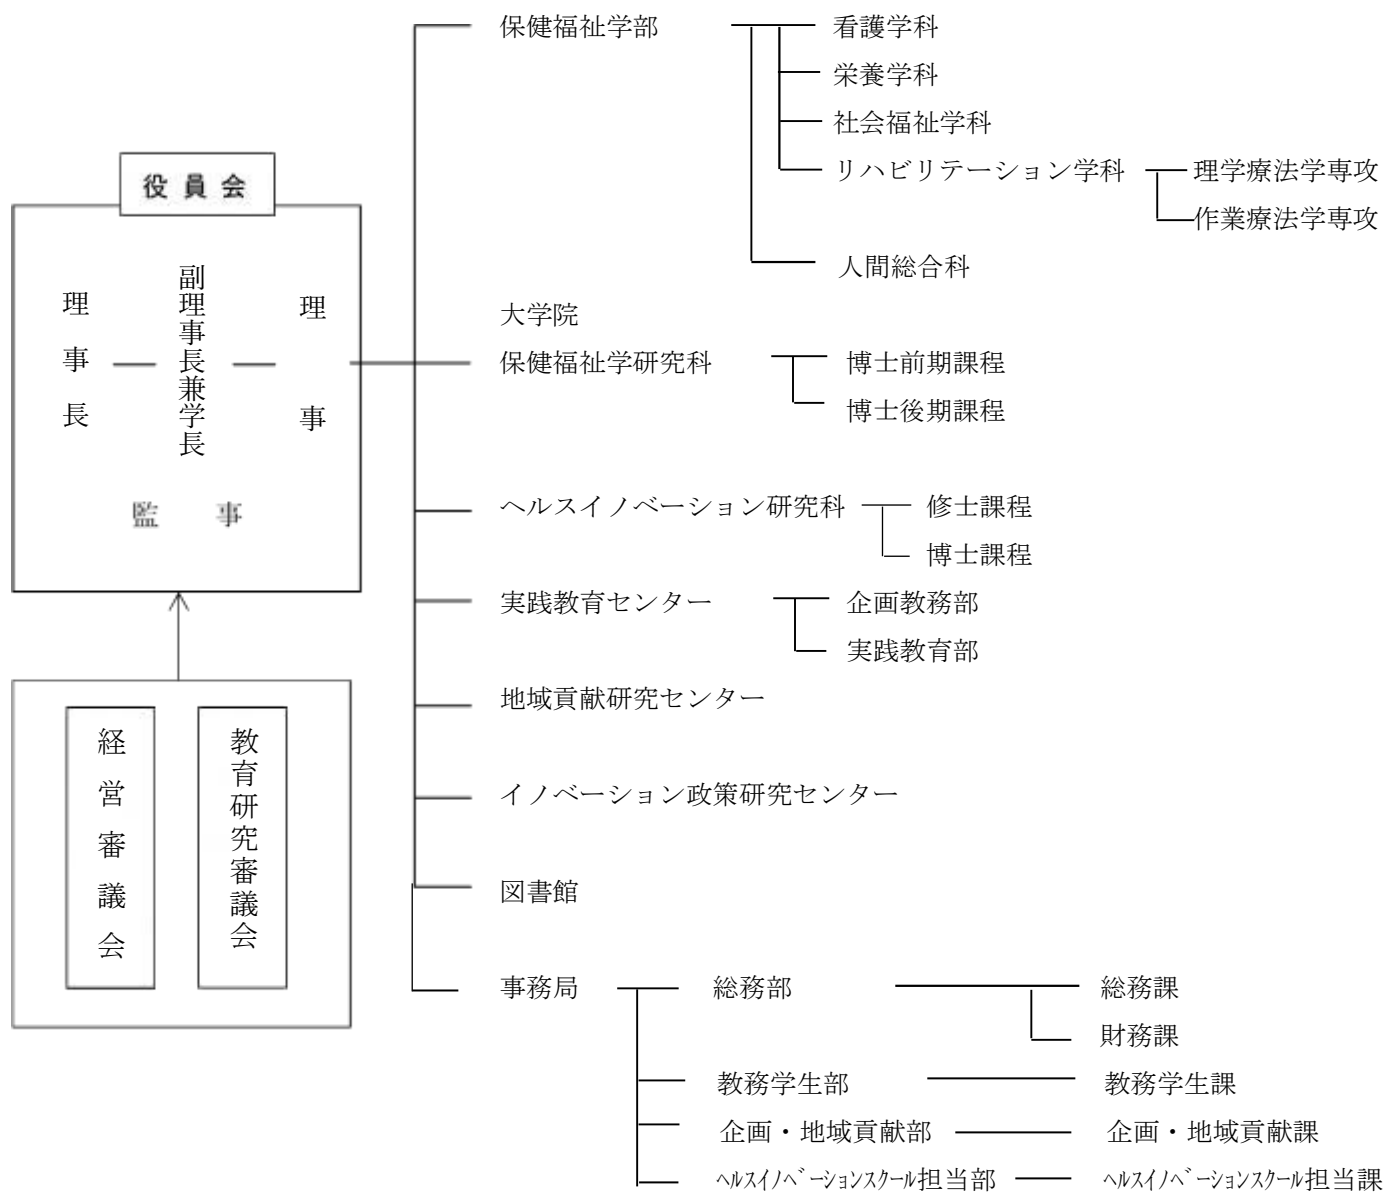 役員会
理事長
副理事長兼学長
理事
監事
経営審議会
教育研究審議会
保健福祉学部
看護学科
栄養学科
社会福祉学科
リハビリテーション学科
理学療法学専攻
作業療法学専攻
人間総合科
大学院
保健福祉学研究科
博士前期課程
博士後期課程
ヘルスイノベーション研究科
修士課程
博士課程
実践教育センター
企画教務部
実践教育部
地域貢献研究センター
イノベーション政策研究センター
図書館
事務局
総務部
総務課
財務課
教務学生部
教務学生課
企画・地域貢献部
企画・地域貢献課
ﾍﾙｽｲﾉﾍﾞｰｼｮﾝｽｸｰﾙ担当部
ﾍﾙｽｲﾉﾍﾞｰｼｮﾝｽｸｰﾙ担当課